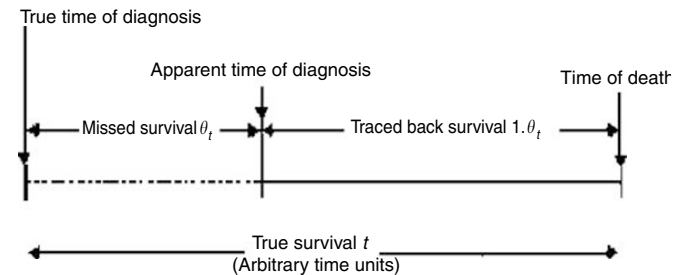 True time of diagnosis
Apparent time of diagnosis
Time of death
Missed survival θt
Traced back survival 1.θt
True survival t
(Arbitrary time units)